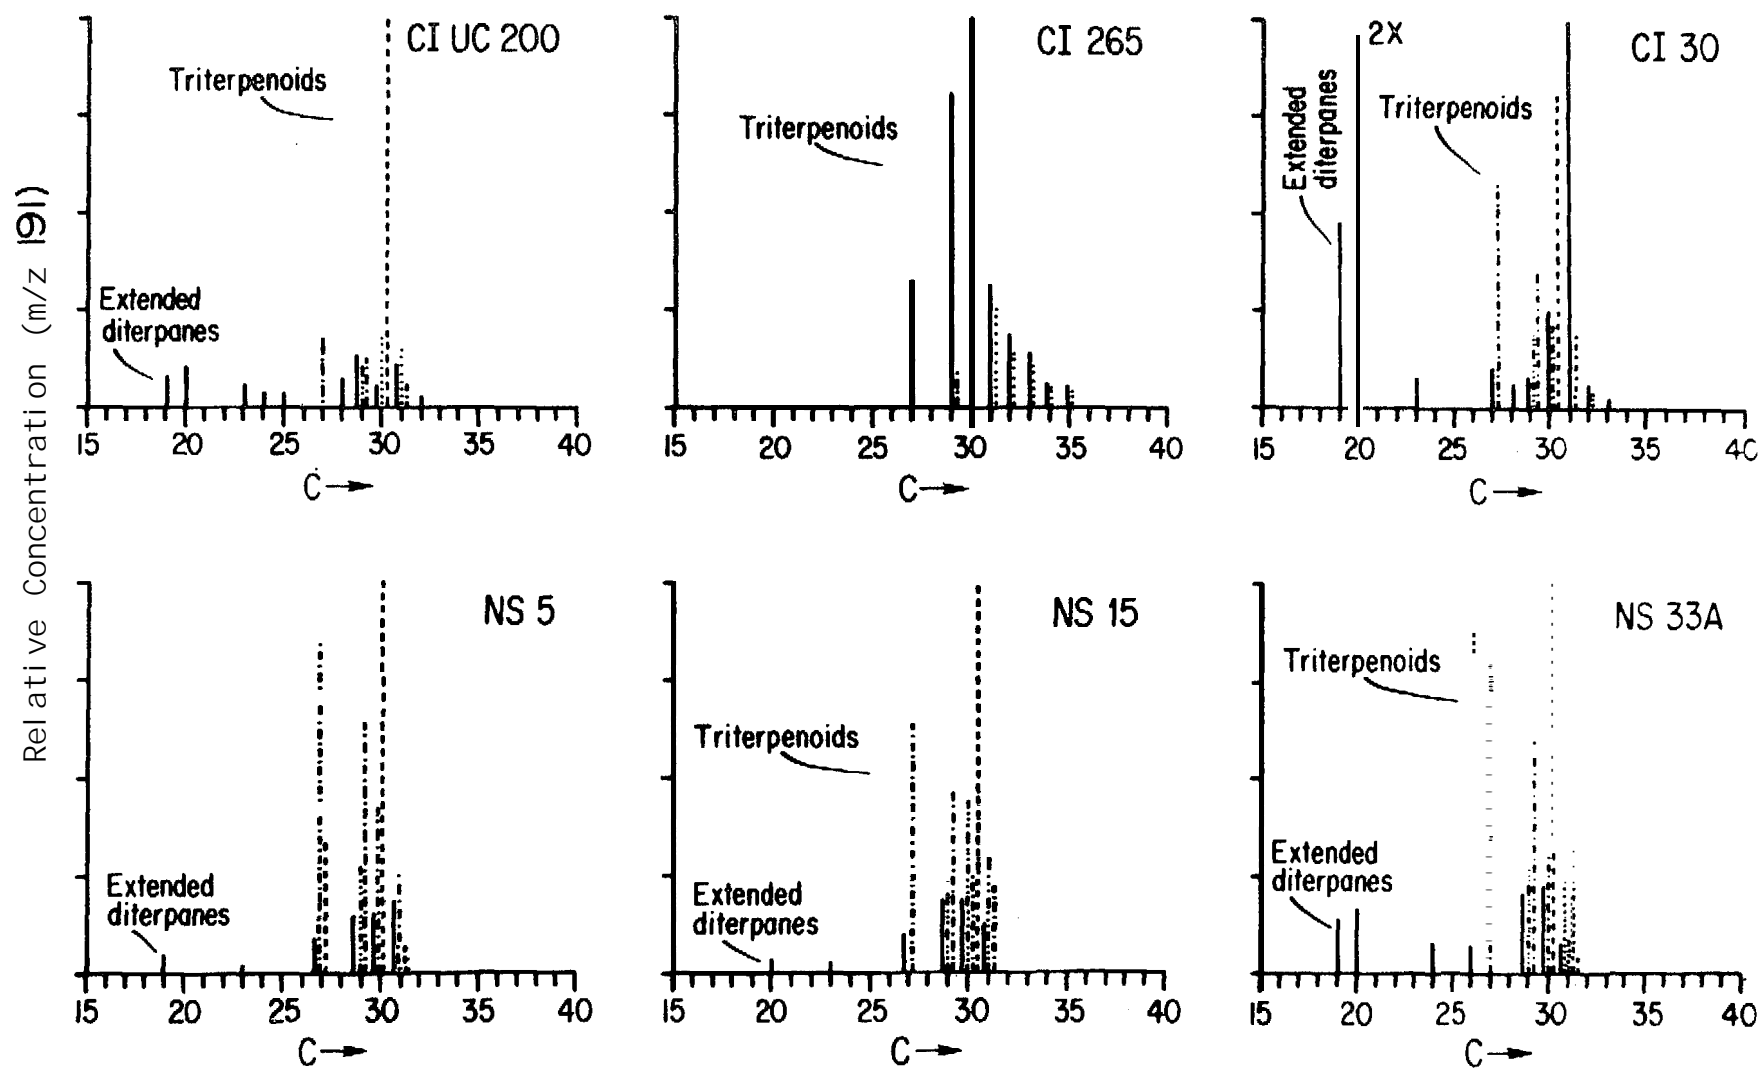 Relative Concentration (m/z 191)
CI UC 200
Triterpenoids
Extended
diterpanes
15 20 25 30 35 40
C →
CI 265
Triterpenoids
15 20 25 30 35 40
C →
2X
CI 30
Extended
diterpanes
Triterpenoids
15 20 25 30 35 40
C →
NS 5
Extended
diterpanes
15 20 25 30 35 40
C →
NS 15
Triterpenoids
Extended
diterpanes
15 20 25 30 35 40
C →
NS 33A
Triterpenoids
Extended
diterpanes
15 20 25 30 35 40
C →